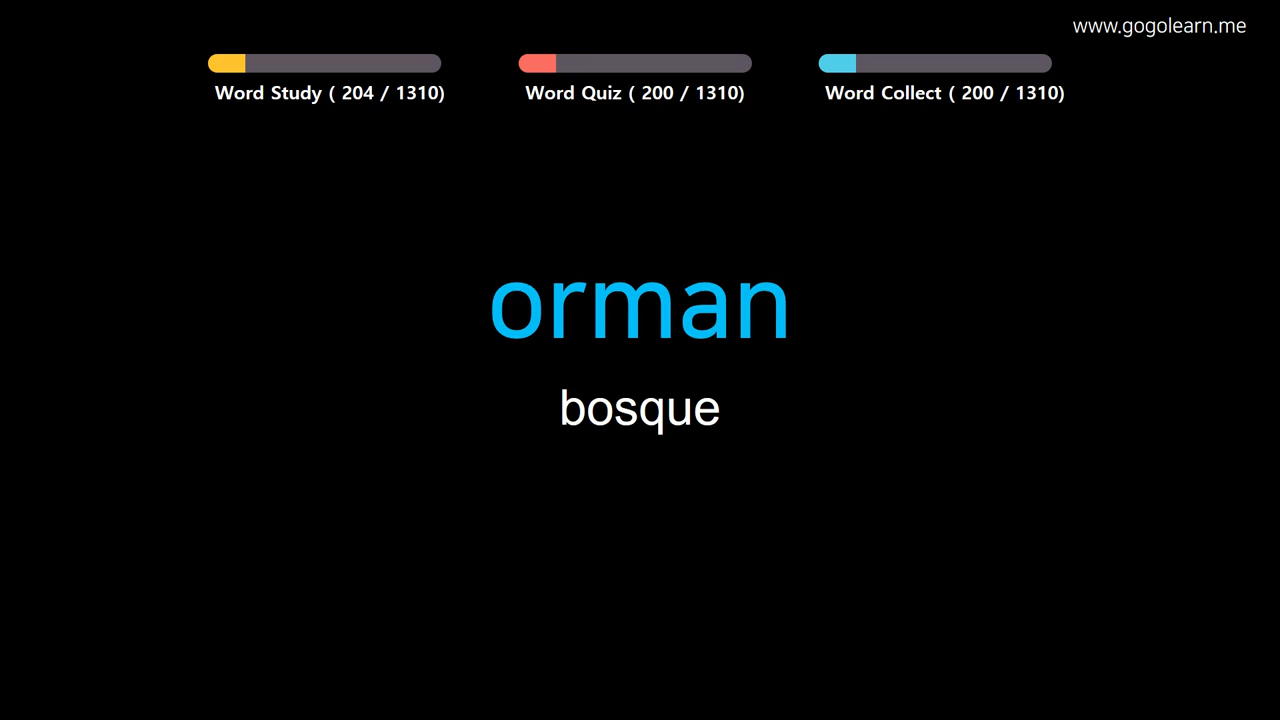 www.gogolearn.me
Word Study ( 204 / 1310)
Word Quiz ( 200 / 1310)
Word Collect ( 200 / 1310)
orman
bosque